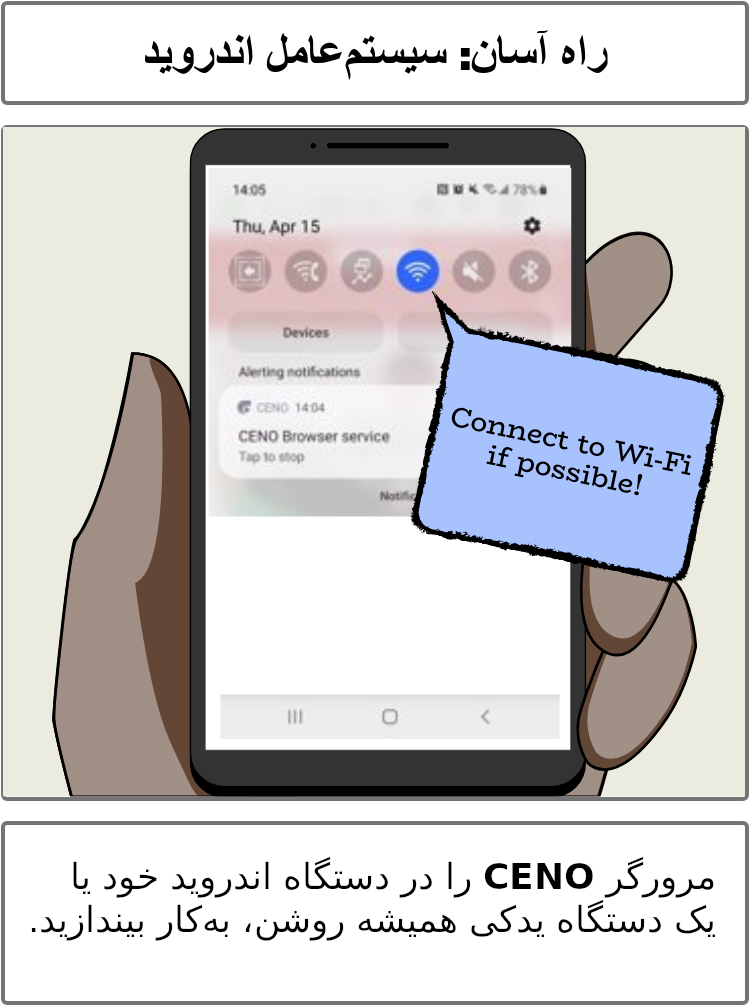 راه آسان: سیستم‌عامل اندروید
14:05
78%
Thu, Apr 15
Devices
Alerting notifications
CENO 14:04
CENO Browser service
Tap to stop
Connect to Wi-Fi
if possible!
مرورگر CENO را در دستگاه اندروید خود یا
یک دستگاه یدکی همیشه روشن، به‌کار بیندازید.